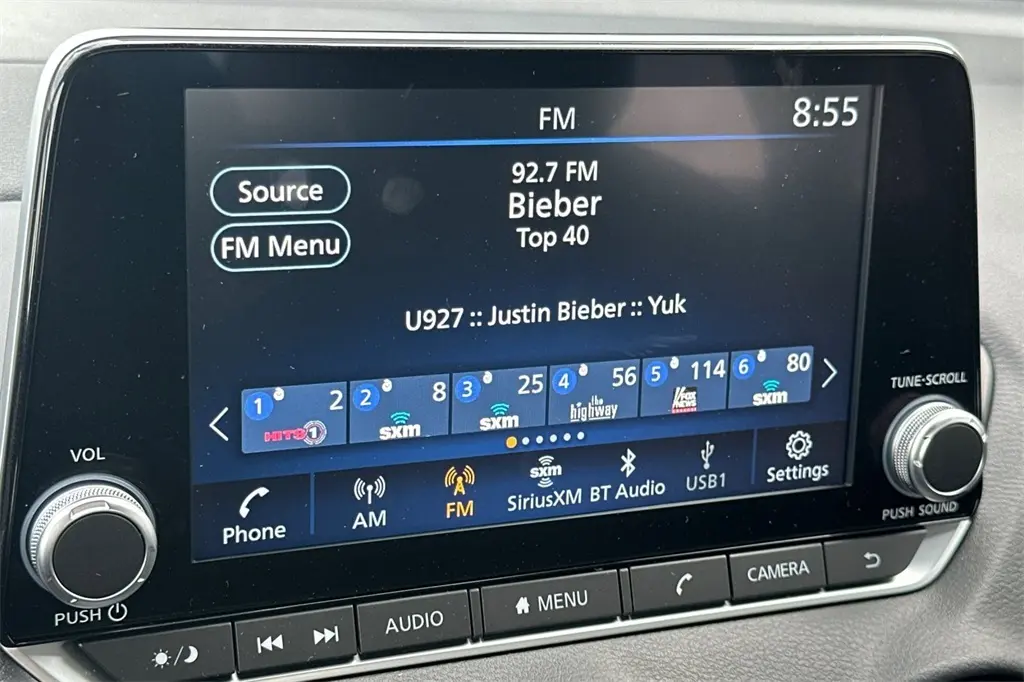 FM
8:55
92.7 FM
Source
Bieber
Top 40
FM Menu
U927 :: Justin Bieber :: Yuk
1 2
HITS 1
2 8
sxm
3 25
sxm
4 56
the highway
5 114
FOX NEWS
6 80
sxm
Phone
AM
FM
sxm
SiriusXM
BT Audio
USB1
Settings
VOL
PUSH
TUNE-SCROLL
PUSH SOUND
AUDIO
MENU
CAMERA